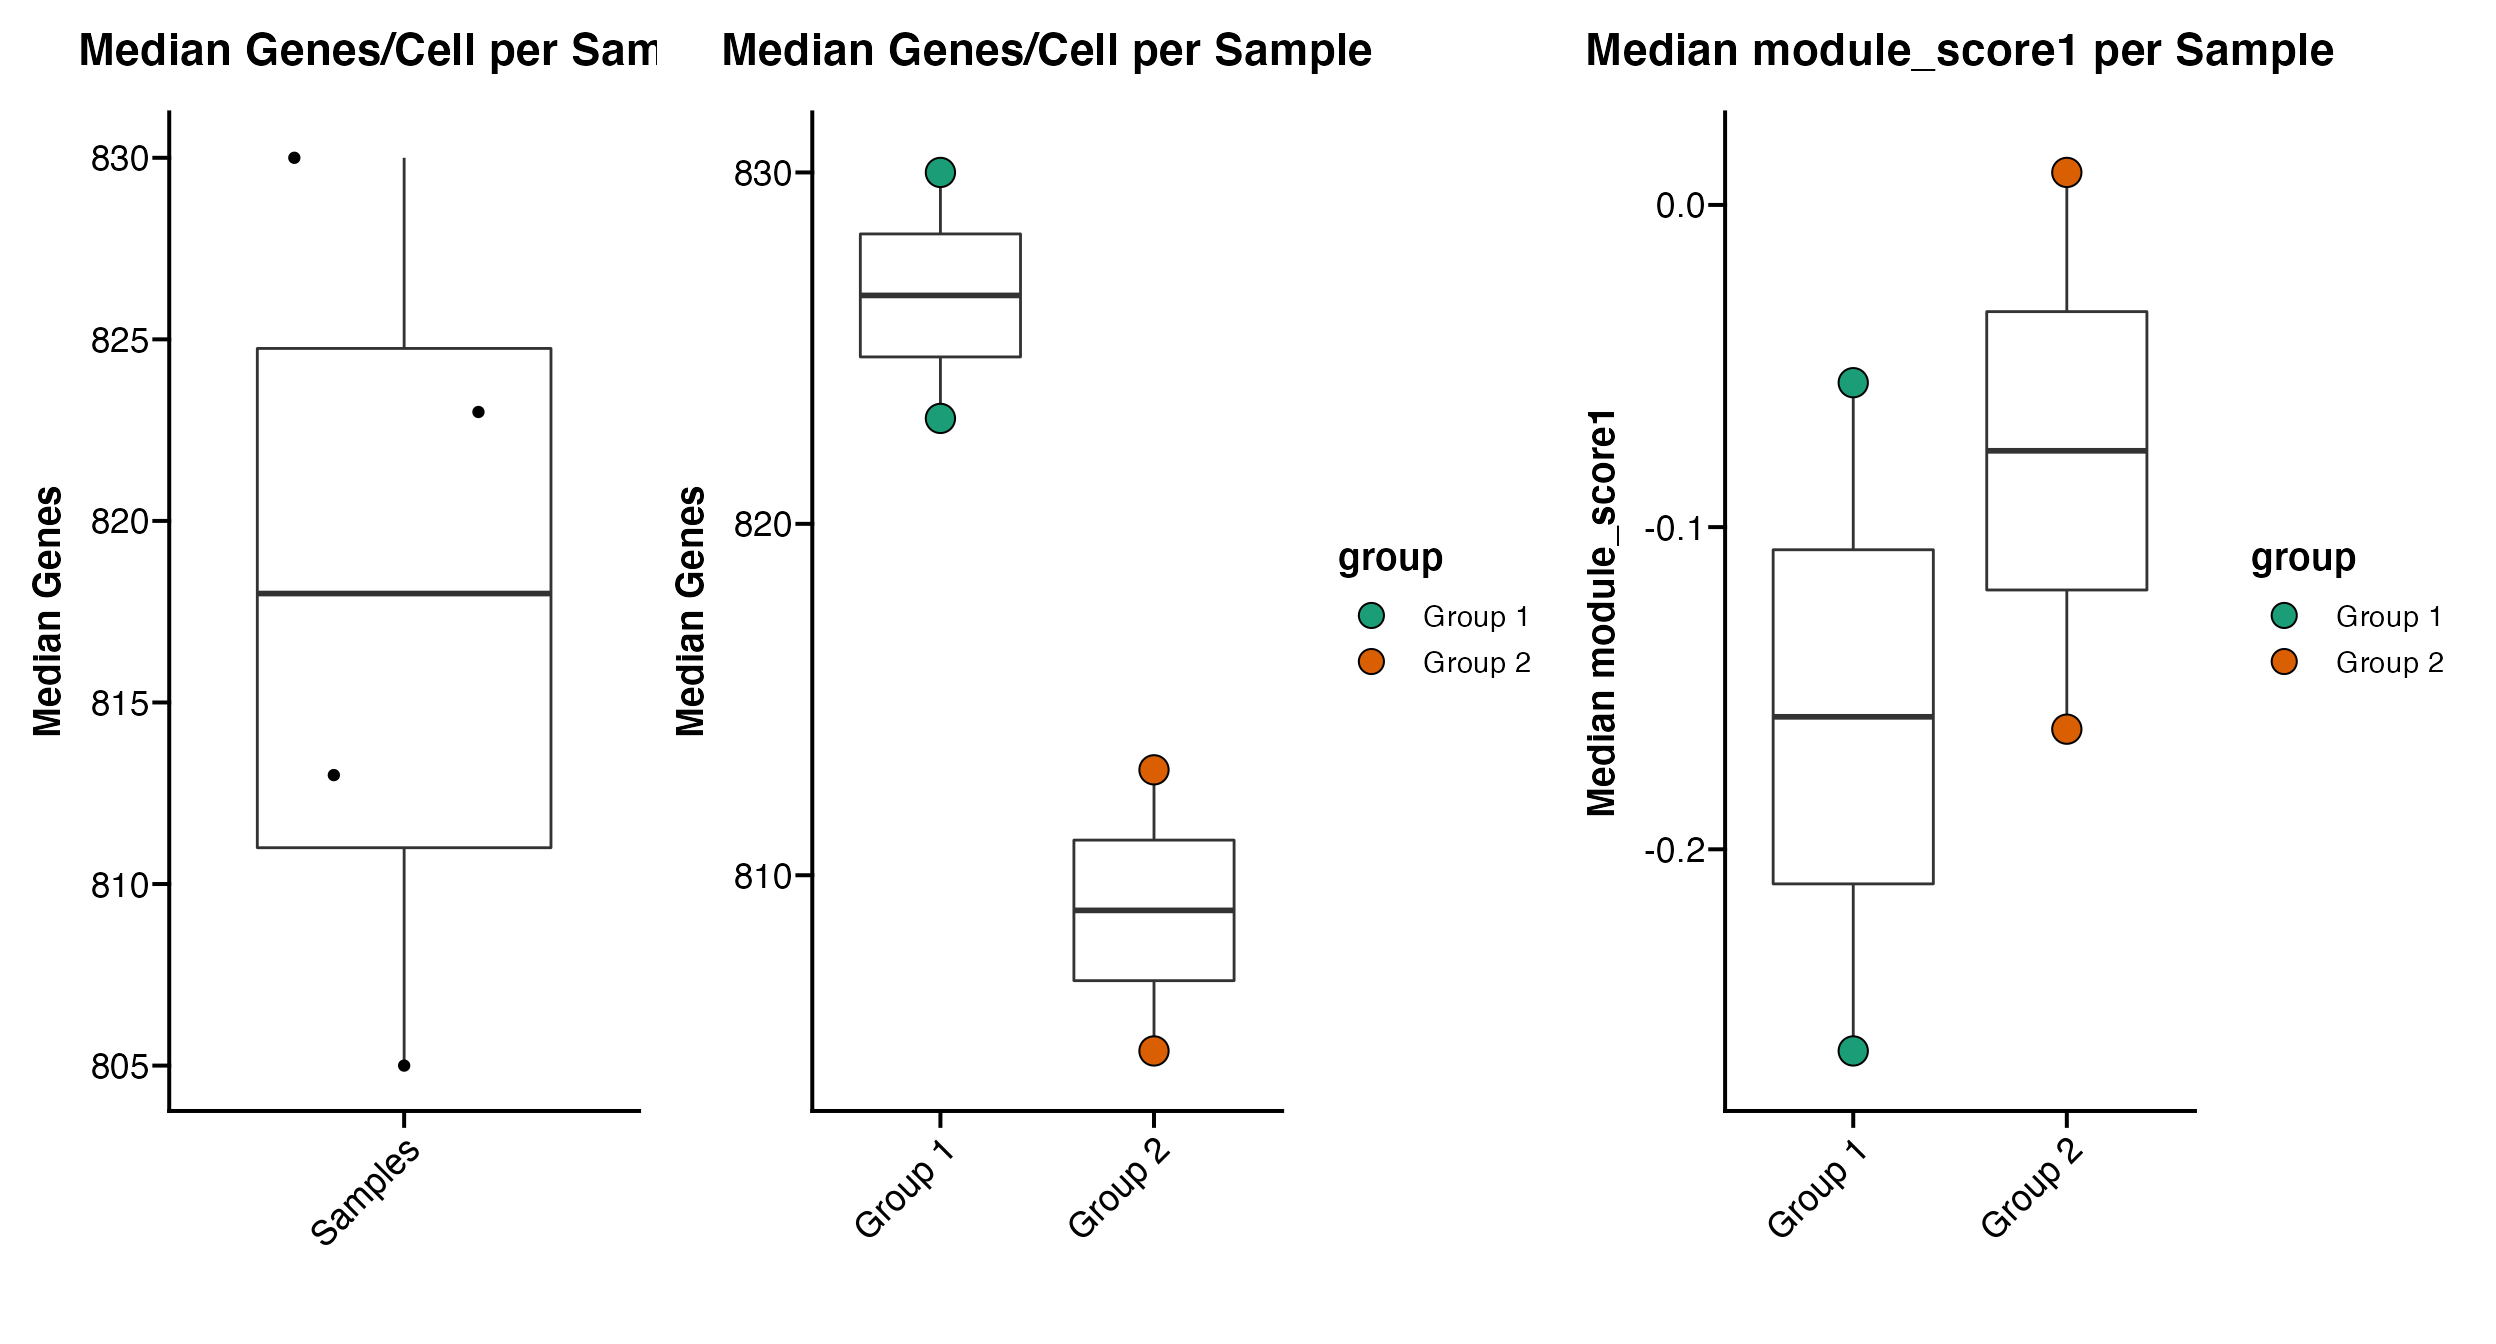 Median Genes/Cell per Sam
Median Genes
830
825
820
815
810
805
Samples
Median Genes/Cell per Sample
Median Genes
830
820
810
Group 1
Group 2
group
Group 1
Group 2
Median module_score1 per Sample
Median module_score1
0.0
-0.1
-0.2
Group 1
Group 2
group
Group 1
Group 2